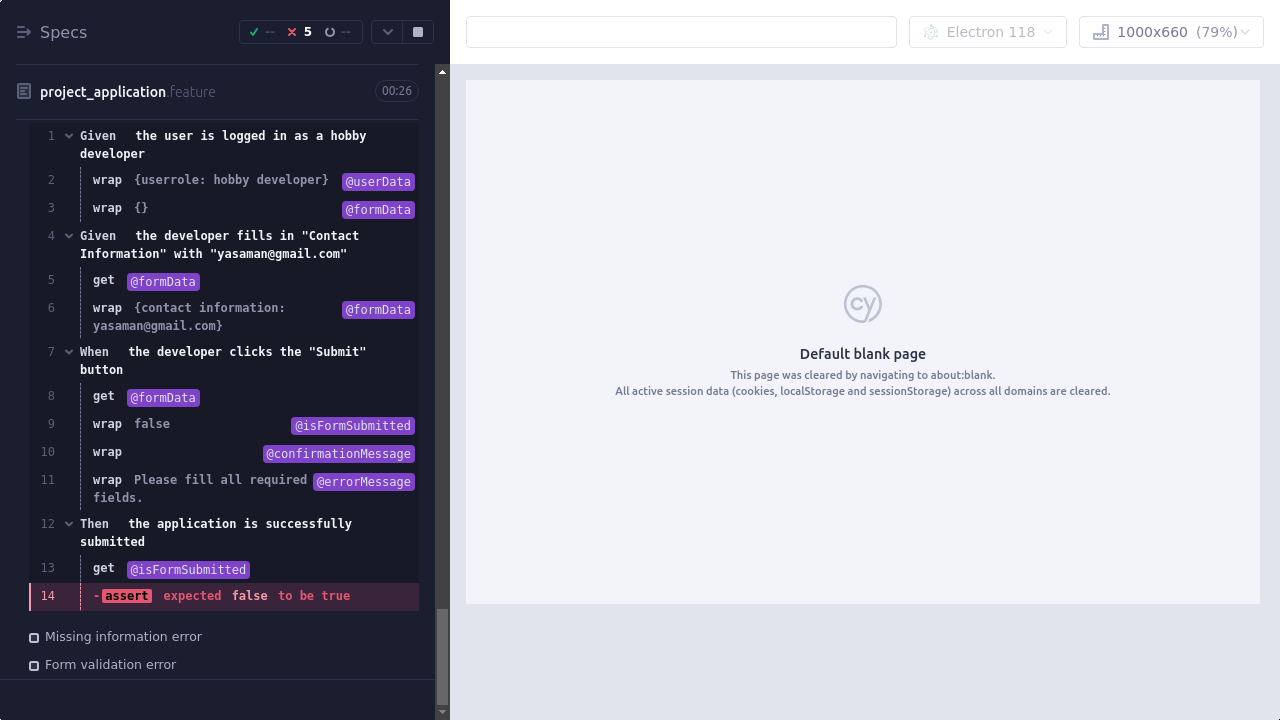 Specs
-- 5 --
Electron 118
1000x660 (79%)
project_application.feature
00:26
1 Given the user is logged in as a hobby
developer
2 wrap {userrole: hobby developer} @userData
3 wrap {} @formData
4 Given the developer fills in "Contact
Information" with "yasaman@gmail.com"
5 get @formData
6 wrap {contact information: @formData
yasaman@gmail.com}
7 When the developer clicks the "Submit"
button
8 get @formData
9 wrap false @isFormSubmitted
10 wrap @confirmationMessage
11 wrap Please fill all required @errorMessage
fields.
12 Then the application is successfully
submitted
13 get @isFormSubmitted
14 -assert expected false to be true
Missing information error
Form validation error
cy
Default blank page
This page was cleared by navigating to about:blank.
All active session data (cookies, localStorage and sessionStorage) across all domains are cleared.